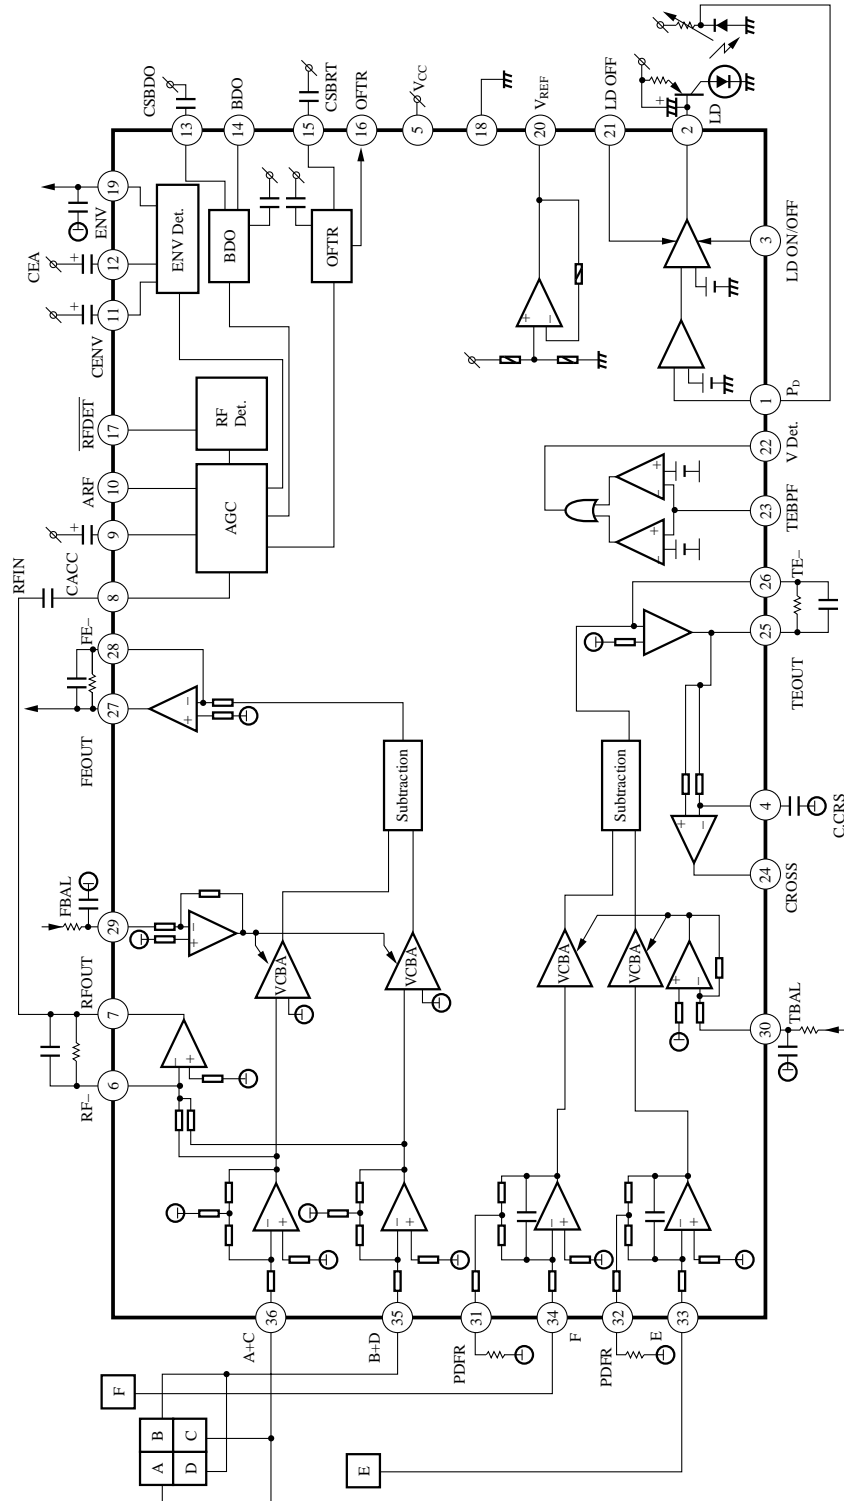 CSBDO
BDO
CSBRT
OFTR
VCC
VREF
LD OFF
LD
13
14
15
16
5
18
20
21
2
19
ENV
12
CEA
11
CENV
ENV Det.
BDO
OFTR
3
LD ON/OFF
+
−
17
RFDET
RF
Det.
10
ARF
9
CACC
AGC
8
RFIN
1
PD
22
V Det.
23
TEBPF
26
TE−
25
TEOUT
28
FE−
27
FEOUT
Subtraction
Subtraction
4
C.CRS
24
CROSS
29
FBAL
VCBA
VCBA
VCBA
VCBA
7
RFOUT
6
RF−
30
TBAL
36
A+C
35
B+D
31
PDFR
34
F
32
PDFR
33
E
F
B
C
A
D
E